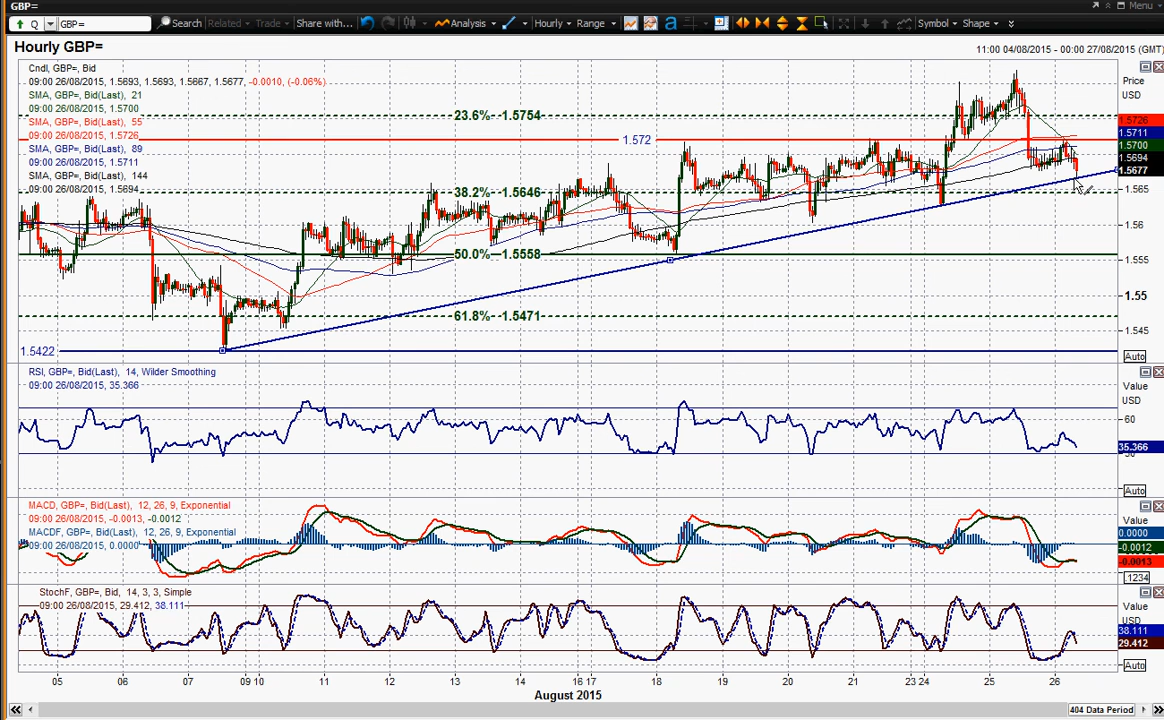 GBP=
Menu
Q GBP= Search Related Trade Share with... Analysis Hourly Range a Symbol Shape
Hourly GBP=
11:00 04/08/2015 - 00:00 27/08/2015 (GMT)
Cndl, GBP=, Bid
09:00 26/08/2015, 1.5693, 1.5693, 1.5667, 1.5677, -0.0010, (-0.06%)
SMA, GBP=, Bid(Last), 21
09:00 26/08/2015, 1.5700
SMA, GBP=, Bid(Last), 55
09:00 26/08/2015, 1.5726
SMA, GBP=, Bid(Last), 89
09:00 26/08/2015, 1.5711
SMA, GBP=, Bid(Last), 144
09:00 26/08/2015, 1.5694
23.6% - 1.5754
1.572
38.2% - 1.5646
50.0% - 1.5558
61.8% - 1.5471
1.5422
Price
USD
1.5726
1.5711
1.5700
1.5694
1.5677
1.565
1.56
1.555
1.55
1.545
Auto
RSI, GBP=, Bid(Last), 14, Wilder Smoothing
09:00 26/08/2015, 35.366
Value
USD
60
35.366
Auto
MACD, GBP=, Bid(Last), 12, 26, 9, Exponential
09:00 26/08/2015, -0.0013, -0.0012
MACDF, GBP=, Bid(Last), 12, 26, 9, Exponential
09:00 26/08/2015, 0.0000
Value
USD
0.0000
-0.0012
-0.0013
.1234
StochF, GBP=, Bid, 14, 3, 3, Simple
09:00 26/08/2015, 29.412, 38.111
Value
USD
38.111
29.412
Auto
05 06 07 09 10 11 12 13 14 16 17 18 19 20 21 23 24 25 26
August 2015
404 Data Period